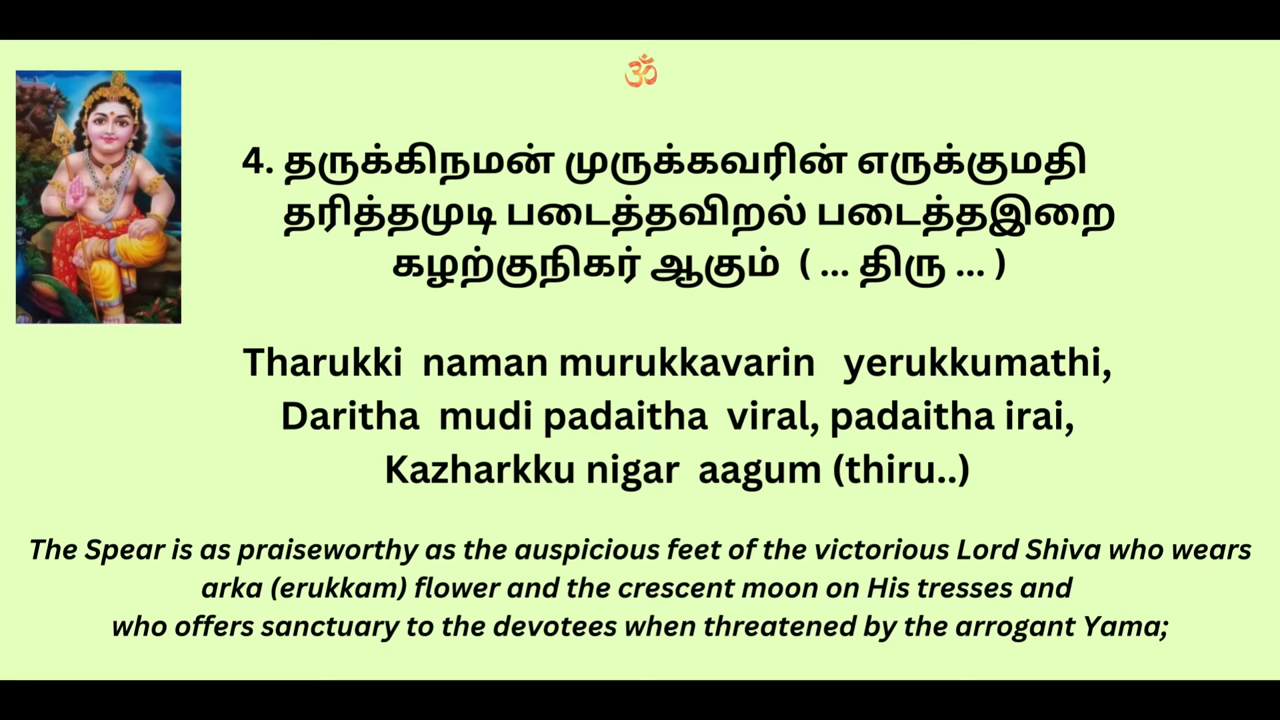 ॐ
4. தருக்கிநமன் முருக்கவரின் எருக்குமதி
தரித்தமுடி படைத்தவிறல் படைத்தஇறை
கழற்குநிகர் ஆகும் ( ... திரு ... )
Tharukki naman murukkavarin yerukkumathi,
Daritha mudi padaitha viral, padaitha irai,
Kazharkku nigar aagum (thiru..)
The Spear is as praiseworthy as the auspicious feet of the victorious Lord Shiva who wears
arka (erukkam) flower and the crescent moon on His tresses and
who offers sanctuary to the devotees when threatened by the arrogant Yama;